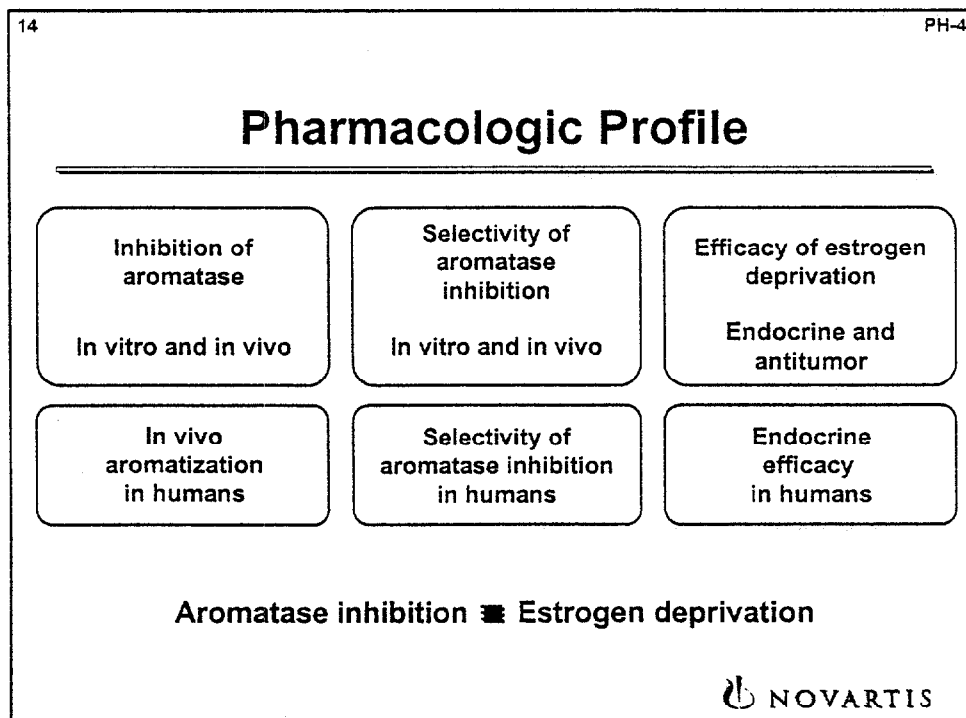 14
PH-4
Pharmacologic Profile
Inhibition of
aromatase
In vitro and in vivo
Selectivity of
aromatase
inhibition
In vitro and in vivo
Efficacy of estrogen
deprivation
Endocrine and
antitumor
In vivo
aromatization
in humans
Selectivity of
aromatase inhibition
in humans
Endocrine
efficacy
in humans
Aromatase inhibition Estrogen deprivation
NOVARTIS